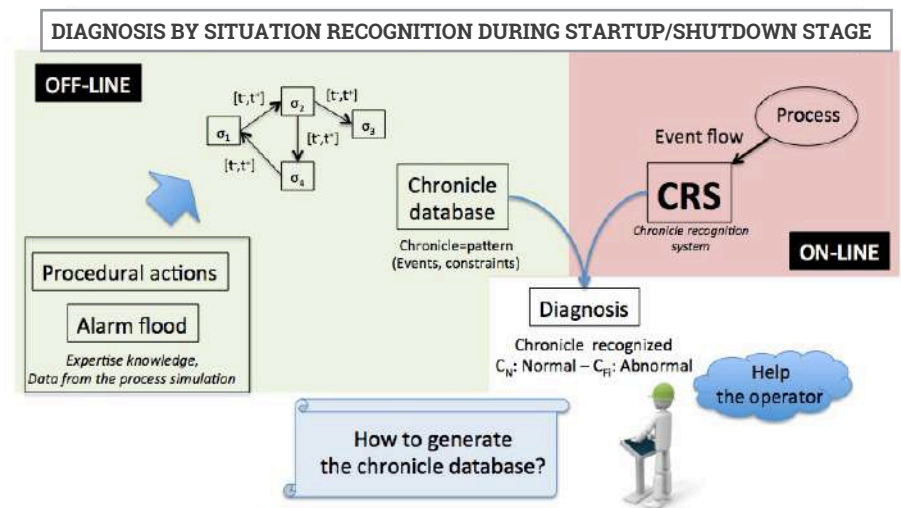 DIAGNOSIS BY SITUATION RECOGNITION DURING STARTUP/SHUTDOWN STAGE
OFF-LINE
[t⁻,t⁺]
σ₂
[t⁻,t⁺]
σ₁
σ₃
[t⁻,t⁺]
[t⁻,t⁺]
σ₄
Procedural actions
Alarm flood
Expertise knowledge,
Data from the process simulation
Chronicle
database
Chronicle=pattern
(Events, constraints)
Process
Event flow
CRS
Chronicle recognition
system
ON-LINE
Diagnosis
Chronicle recognized
C_N: Normal – C_Fi: Abnormal
Help
the operator
How to generate
the chronicle database?